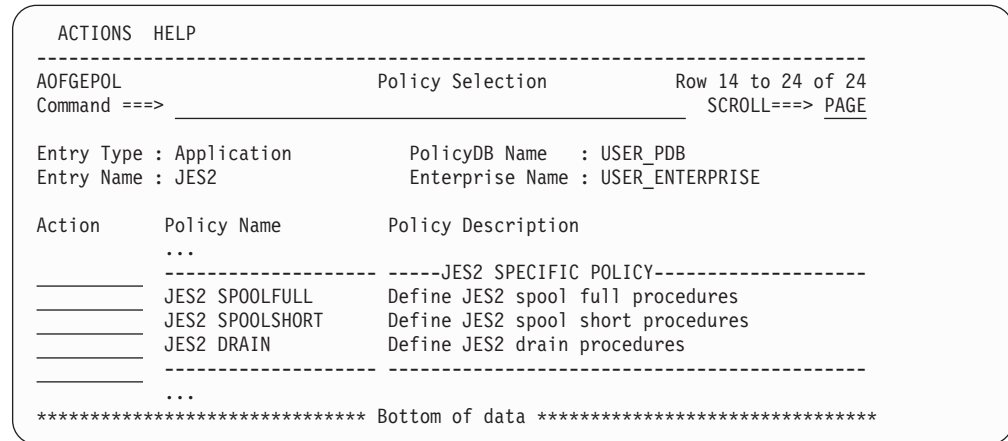 ACTIONS HELP
------------------------------------------------------------------------------
AOFGEPOL Policy Selection Row 14 to 24 of 24
Command ===> SCROLL===> PAGE
Entry Type : Application PolicyDB Name : USER_PDB
Entry Name : JES2 Enterprise Name : USER_ENTERPRISE
Action Policy Name Policy Description
...
-------------------- -----JES2 SPECIFIC POLICY--------------------
JES2 SPOOLFULL Define JES2 spool full procedures
JES2 SPOOLSHORT Define JES2 spool short procedures
JES2 DRAIN Define JES2 drain procedures
-------------------- ---------------------------------------------
...
******************************* Bottom of data ********************************